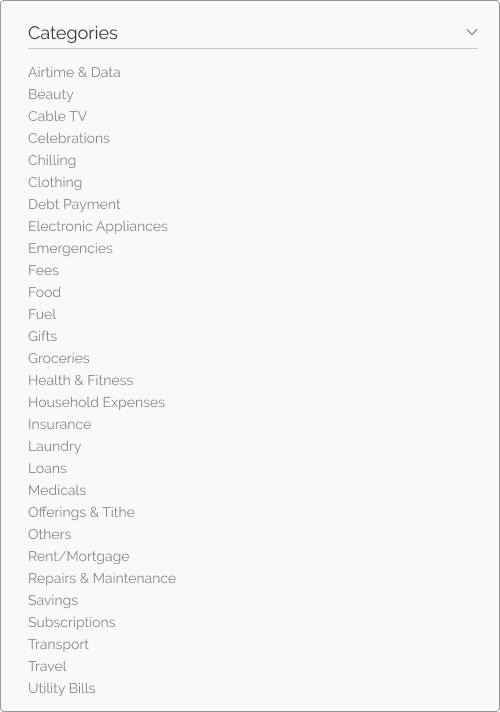 Categories
Airtime & Data
Beauty
Cable TV
Celebrations
Chilling
Clothing
Debt Payment
Electronic Appliances
Emergencies
Fees
Food
Fuel
Gifts
Groceries
Health & Fitness
Household Expenses
Insurance
Laundry
Loans
Medicals
Offerings & Tithe
Others
Rent/Mortgage
Repairs & Maintenance
Savings
Subscriptions
Transport
Travel
Utility Bills